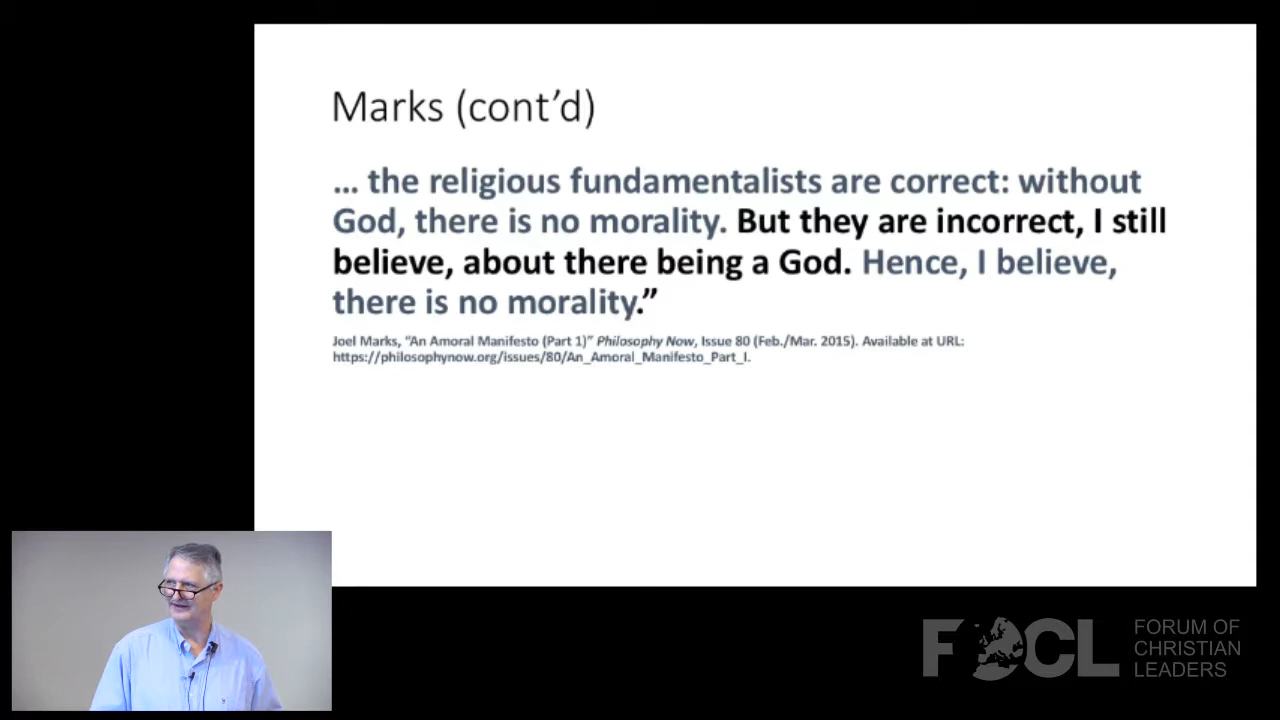 Marks (cont’d)
… the religious fundamentalists are correct: without
God, there is no morality. But they are incorrect, I still
believe, about there being a God. Hence, I believe,
there is no morality.”
Joel Marks, “An Amoral Manifesto (Part 1)” Philosophy Now, Issue 80 (Feb./Mar. 2015). Available at URL:
https://philosophynow.org/issues/80/An_Amoral_Manifesto_Part_I.
FOCL
FORUM OF
CHRISTIAN
LEADERS